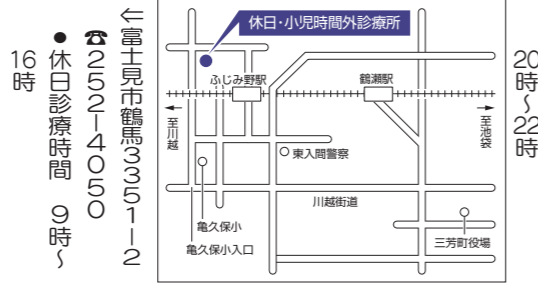 20時〜22時
休日・小児時間外診療所
ふじみ野駅
鶴瀬駅
至川越
至池袋
東入間警察
川越街道
亀久保小
亀久保小入口
三芳町役場
⇐富士見市鶴馬3351-2
☎252-4050
●休日診療時間 9時〜
16時